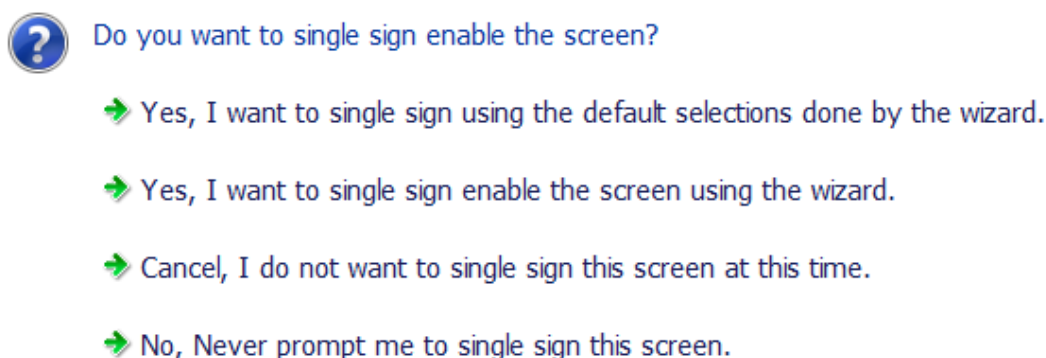 Do you want to single sign enable the screen?
Yes, I want to single sign using the default selections done by the wizard.
Yes, I want to single sign enable the screen using the wizard.
Cancel, I do not want to single sign this screen at this time.
No, Never prompt me to single sign this screen.